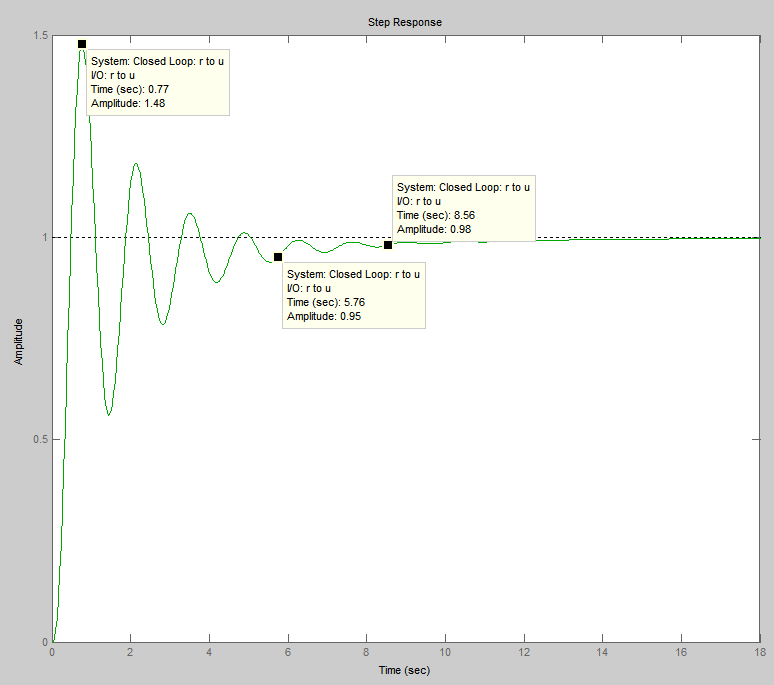 Step Response
1.5
System: Closed Loop: r to u
I/O: r to u
Time (sec): 0.77
Amplitude: 1.48
System: Closed Loop: r to u
I/O: r to u
Time (sec): 8.56
Amplitude: 0.98
1
System: Closed Loop: r to u
I/O: r to u
Time (sec): 5.76
Amplitude: 0.95
Amplitude
0.5
0
0 2 4 6 8 10 12 14 16 18
Time (sec)